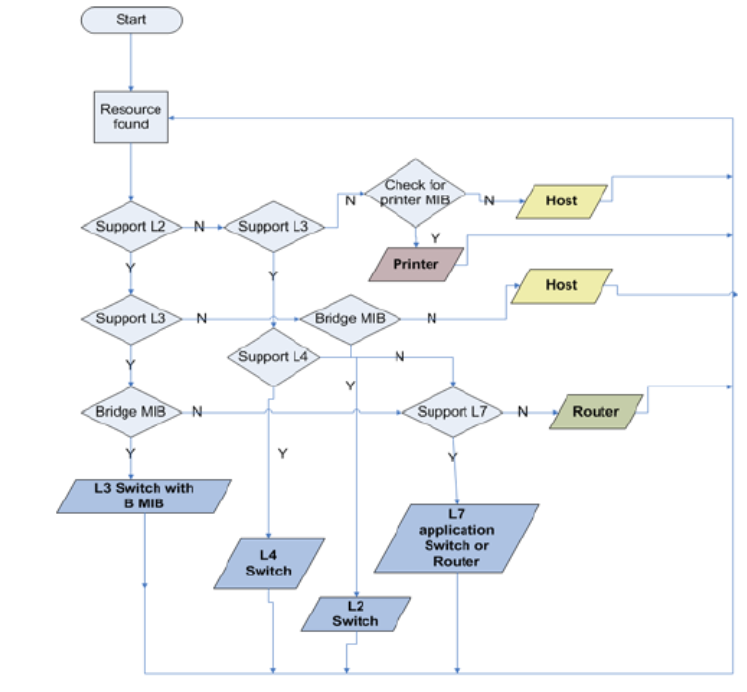 Start
Resource
found
Check for
printer MIB
N
N
Host
Support L2
N
Support L3
Y
Printer
Y
Y
Host
Support L3
N
Bridge MIB
N
Support L4
N
Y
Y
Bridge MIB
N
Support L7
N
Router
Y
Y
Y
L3 Switch with
B MIB
L7
application
Switch or
Router
L4
Switch
L2
Switch